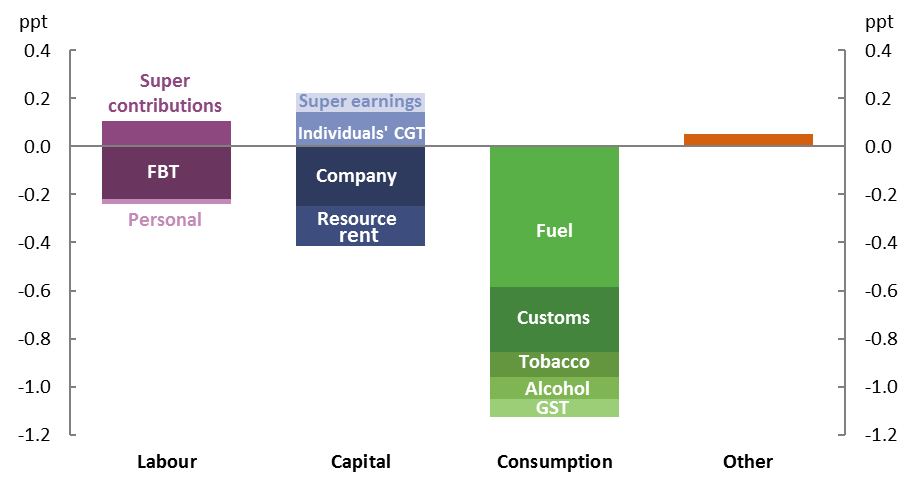 ppt ppt
0.4 0.4
0.2 0.2
0.0 0.0
-0.2 -0.2
-0.4 -0.4
-0.6 -0.6
-0.8 -0.8
-1.0 -1.0
-1.2 -1.2
Super
contributions
FBT
Personal
Super earnings
Individuals' CGT
Company
Resource
rent
Fuel
Customs
Tobacco
Alcohol
GST
Labour Capital Consumption Other